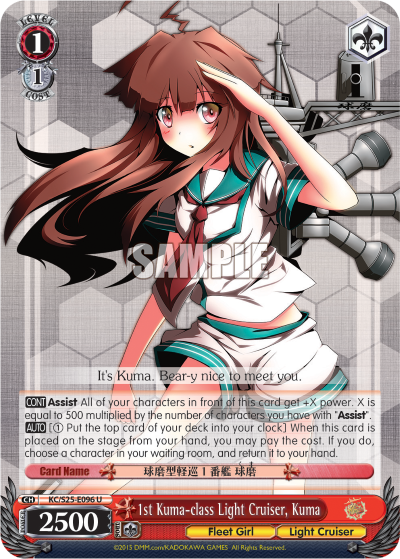 LEVEL
1
1
COST
球磨
SAMPLE
It's Kuma. Bear-y nice to meet you.
CONT Assist All of your characters in front of this card get +X power. X is
equal to 500 multiplied by the number of characters you have with "Assist".
AUTO [① Put the top card of your deck into your clock] When this card is
placed on the stage from your hand, you may pay the cost. If you do,
choose a character in your waiting room, and return it to your hand.
Card Name 球磨型軽巡1番艦 球磨
CH KC/S25-E096 U
POWER 2500 SOUL 1st Kuma-class Light Cruiser, Kuma
Fleet Girl Light Cruiser
©2015 DMM.com/KADOKAWA GAMES All Rights Reserved.